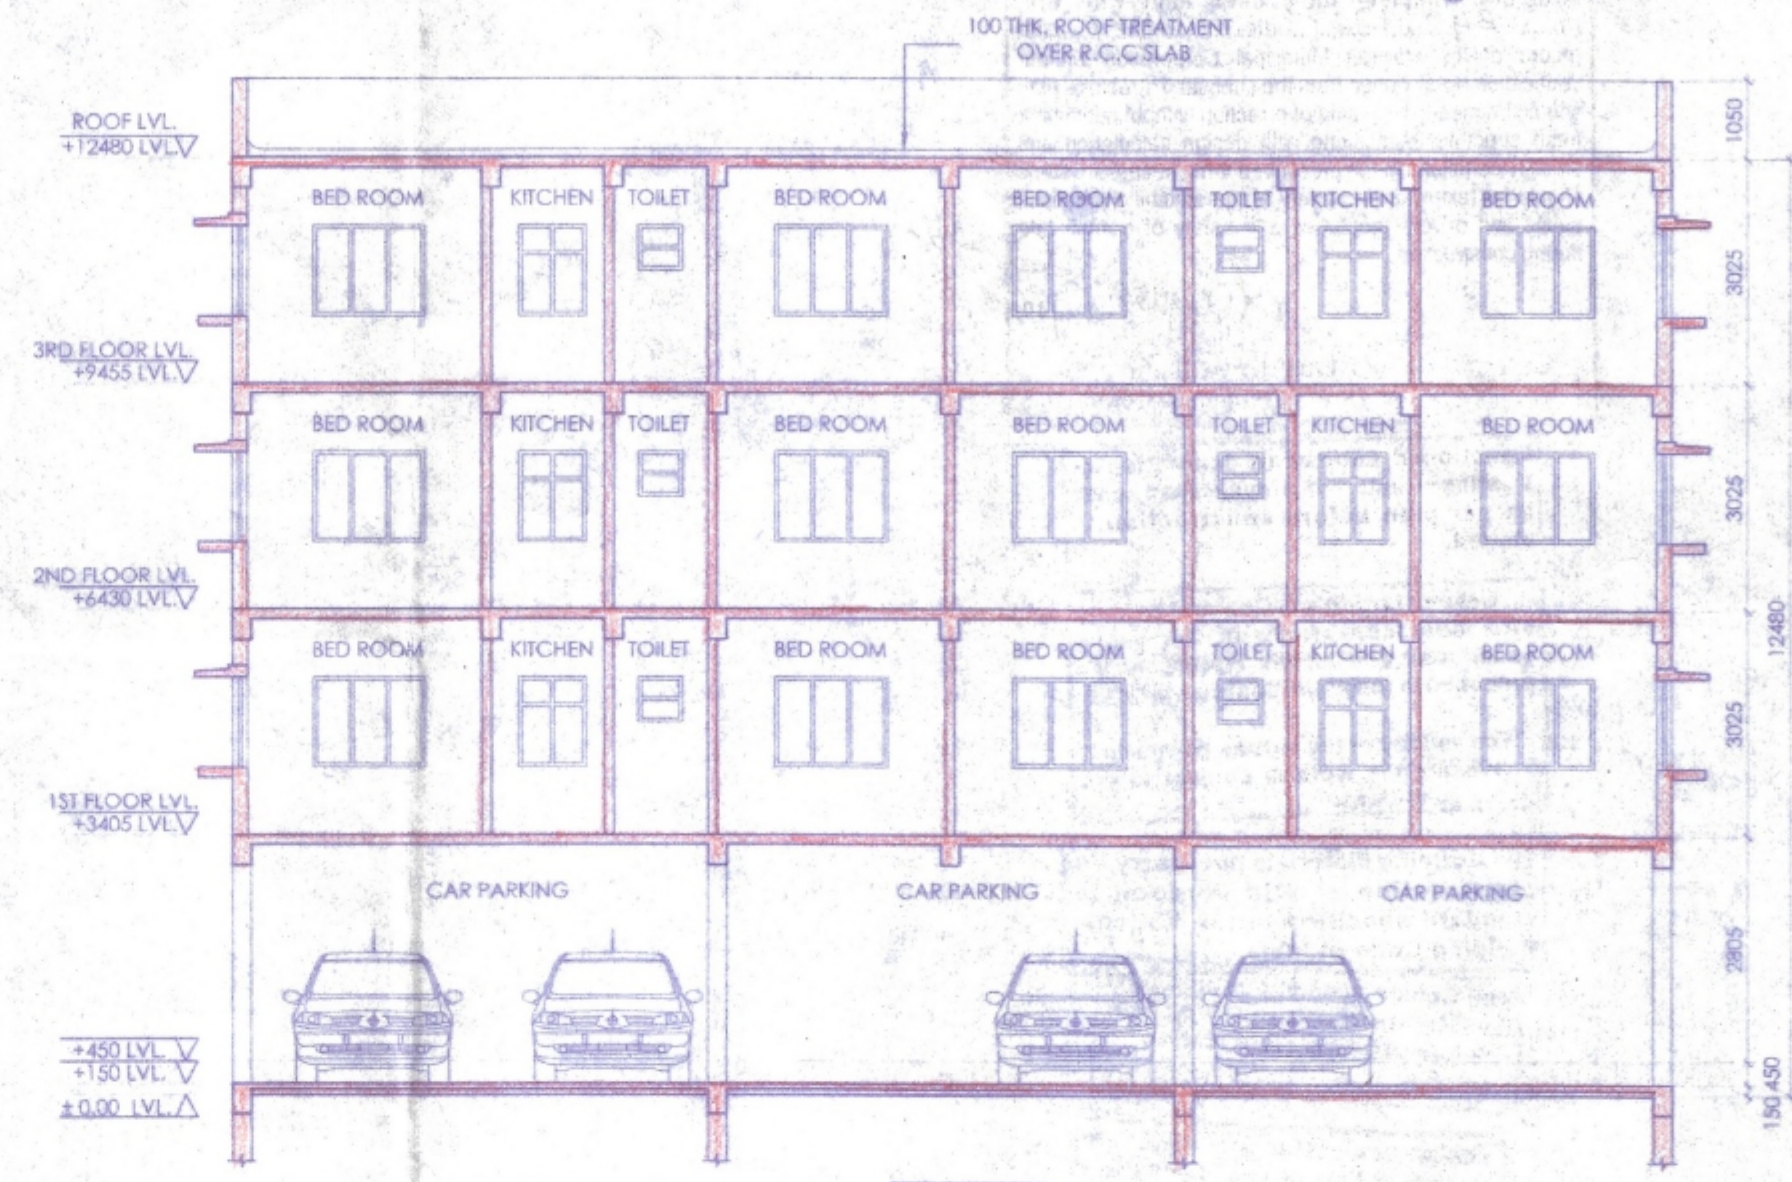 100 THK. ROOF TREATMENT
OVER R.C.C SLAB
ROOF LVL.
+12480 LVL.
1050
BED ROOM KITCHEN TOILET BED ROOM BED ROOM TOILET KITCHEN BED ROOM
3025
3RD FLOOR LVL.
+9455 LVL.
BED ROOM KITCHEN TOILET BED ROOM BED ROOM TOILET KITCHEN BED ROOM
3025
2ND FLOOR LVL.
+6430 LVL.
12480
BED ROOM KITCHEN TOILET BED ROOM BED ROOM TOILET KITCHEN BED ROOM
3025
1ST FLOOR LVL.
+3405 LVL.
CAR PARKING CAR PARKING CAR PARKING
2805
+450 LVL.
+150 LVL.
±0.00 LVL.
150 450